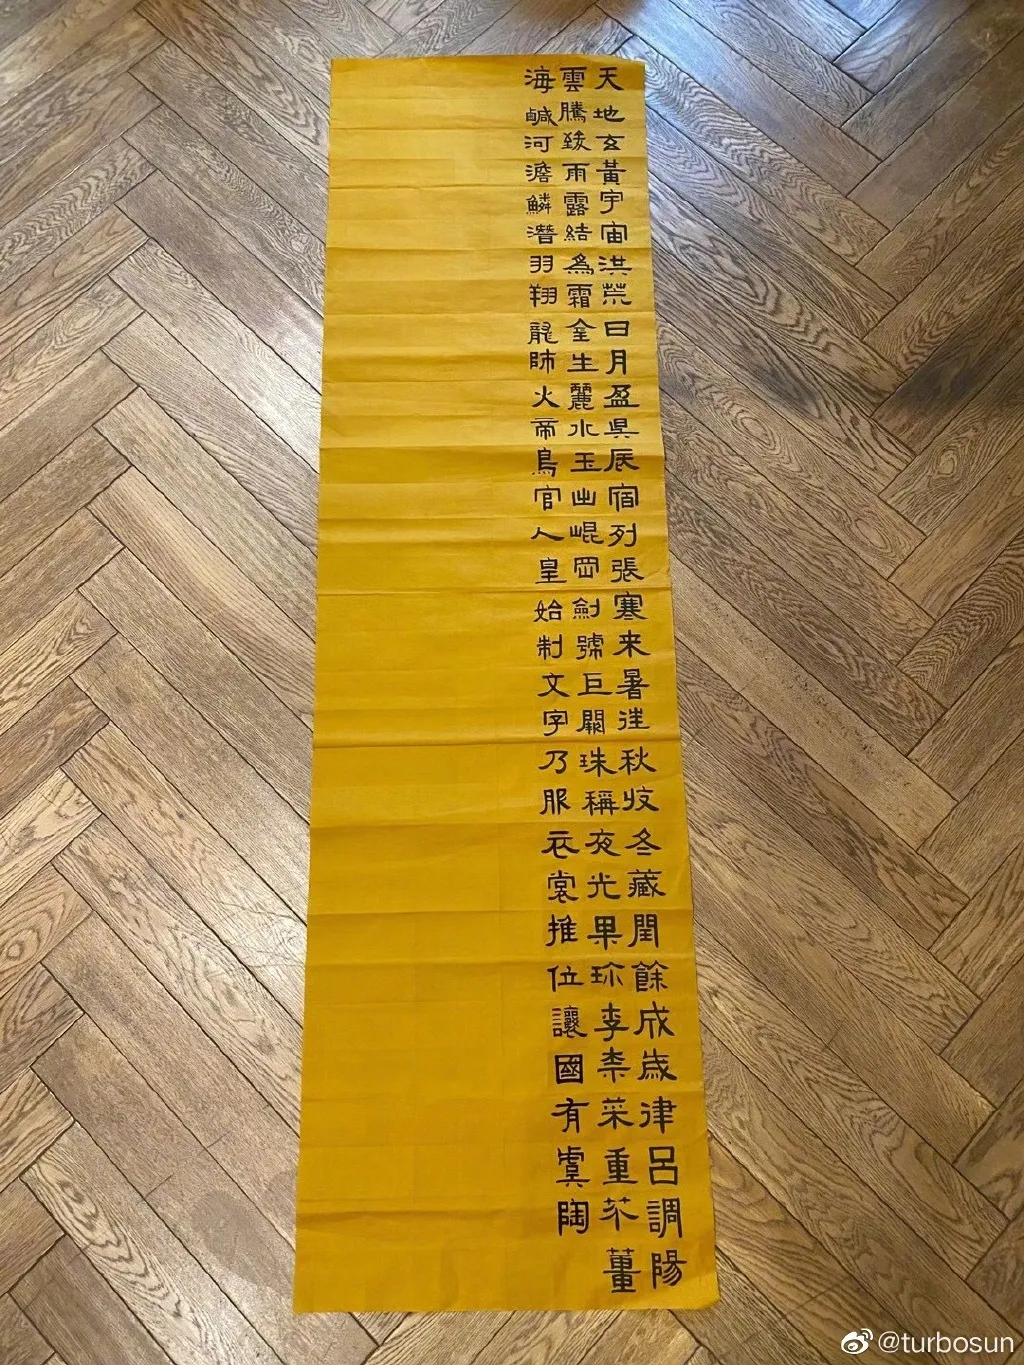 天地玄黃宇宙洪荒日月盈昃辰宿列張寒来暑往秋收冬藏閏餘成歲律呂調陽
雲騰致雨露結為霜金生麗水玉出崐岡劍號巨闕珠稱夜光果珍李柰菜重芥薑
海鹹河澹鱗潛羽翔龍師火帝鳥官人皇始制文字乃服衣裳推位讓國有虞陶
@turbosun